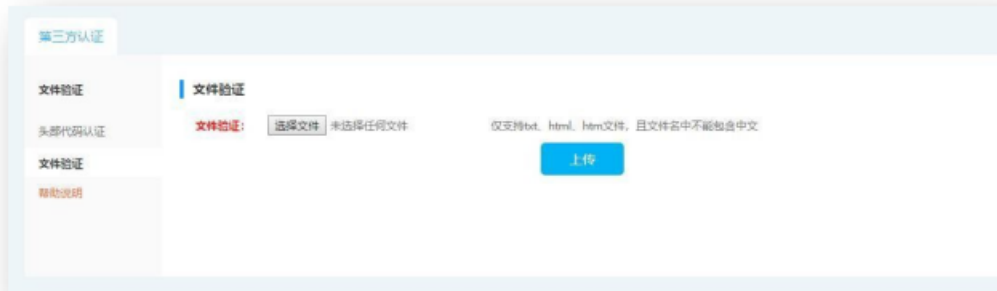 第三方认证
文件验证
头部代码认证
文件验证
帮助说明
文件验证
文件验证: 选择文件 未选择任何文件 仅支持txt、html、htm文件，且文件名中不能包含中文
上传